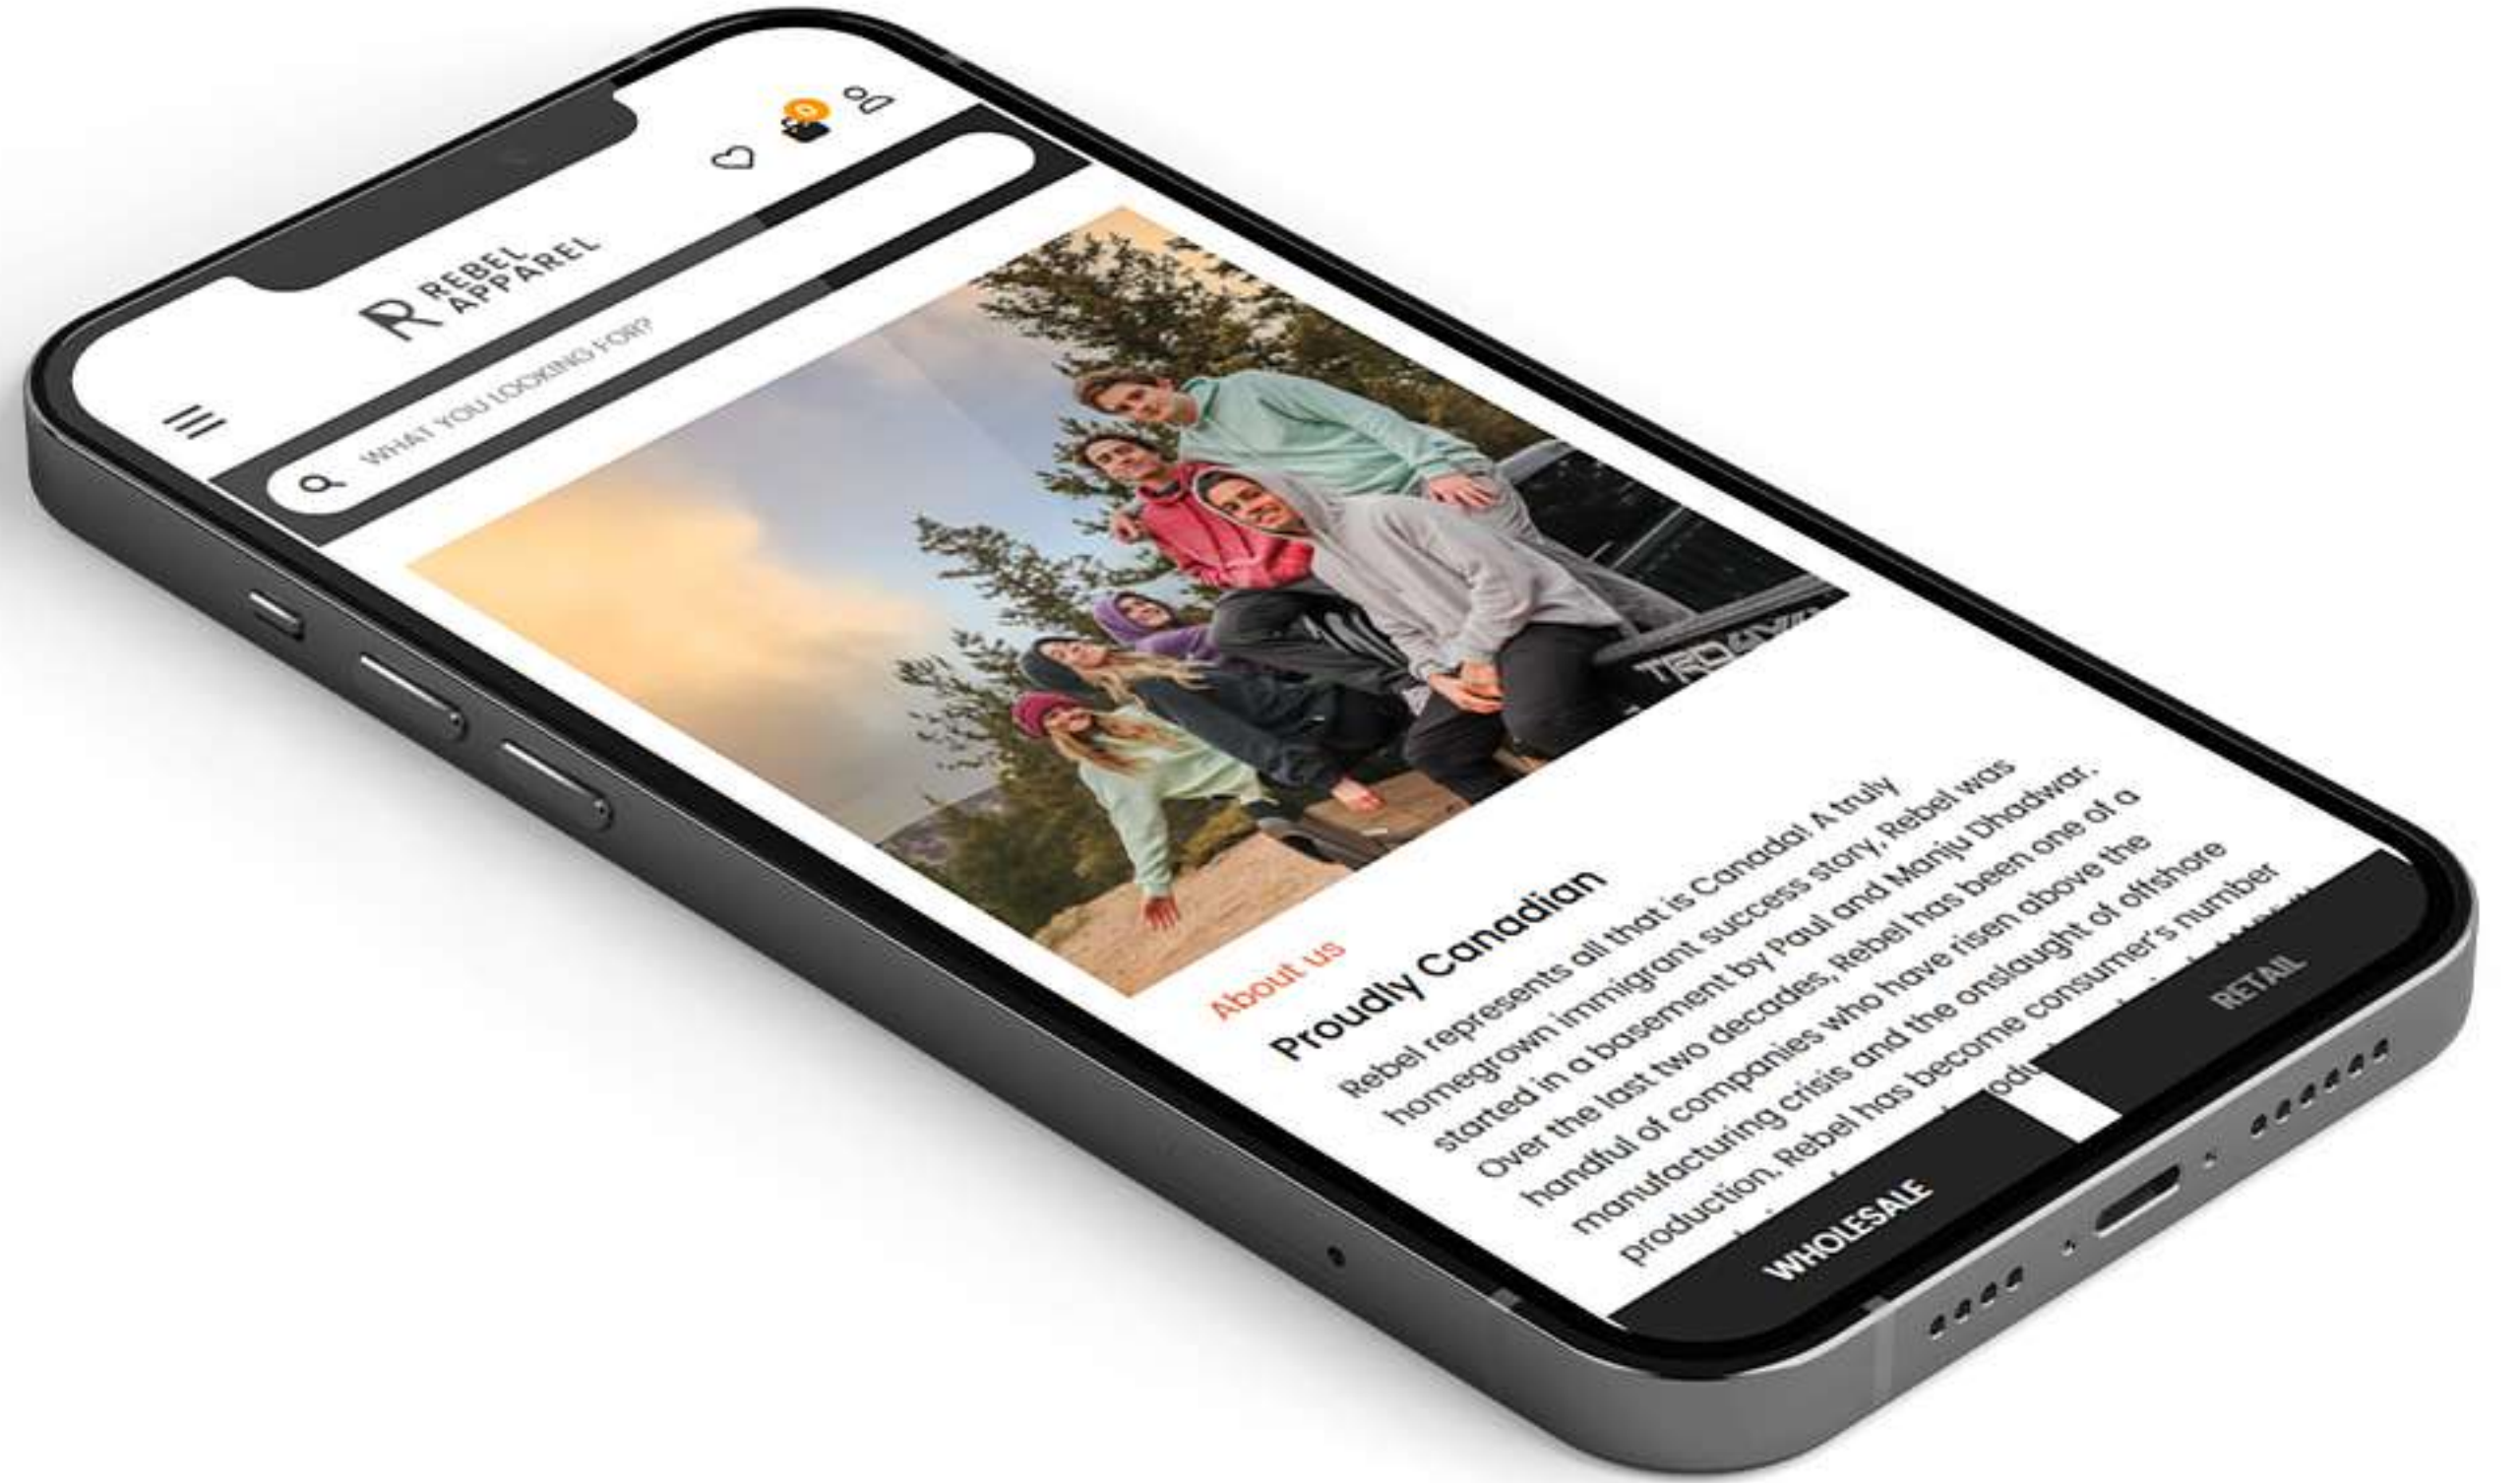 REBEL
APPAREL
WHAT YOU LOOKING FOR?
About us
Proudly Canadian
Rebel represents all that is Canada! A truly
homegrown immigrant success story, Rebel was
started in a basement by Paul and Manju Dhadwar.
Over the last two decades, Rebel has been one of a
handful of companies who have risen above the
manufacturing crisis and the onslaught of offshore
production. Rebel has become consumer's number
WHOLESALE
RETAIL